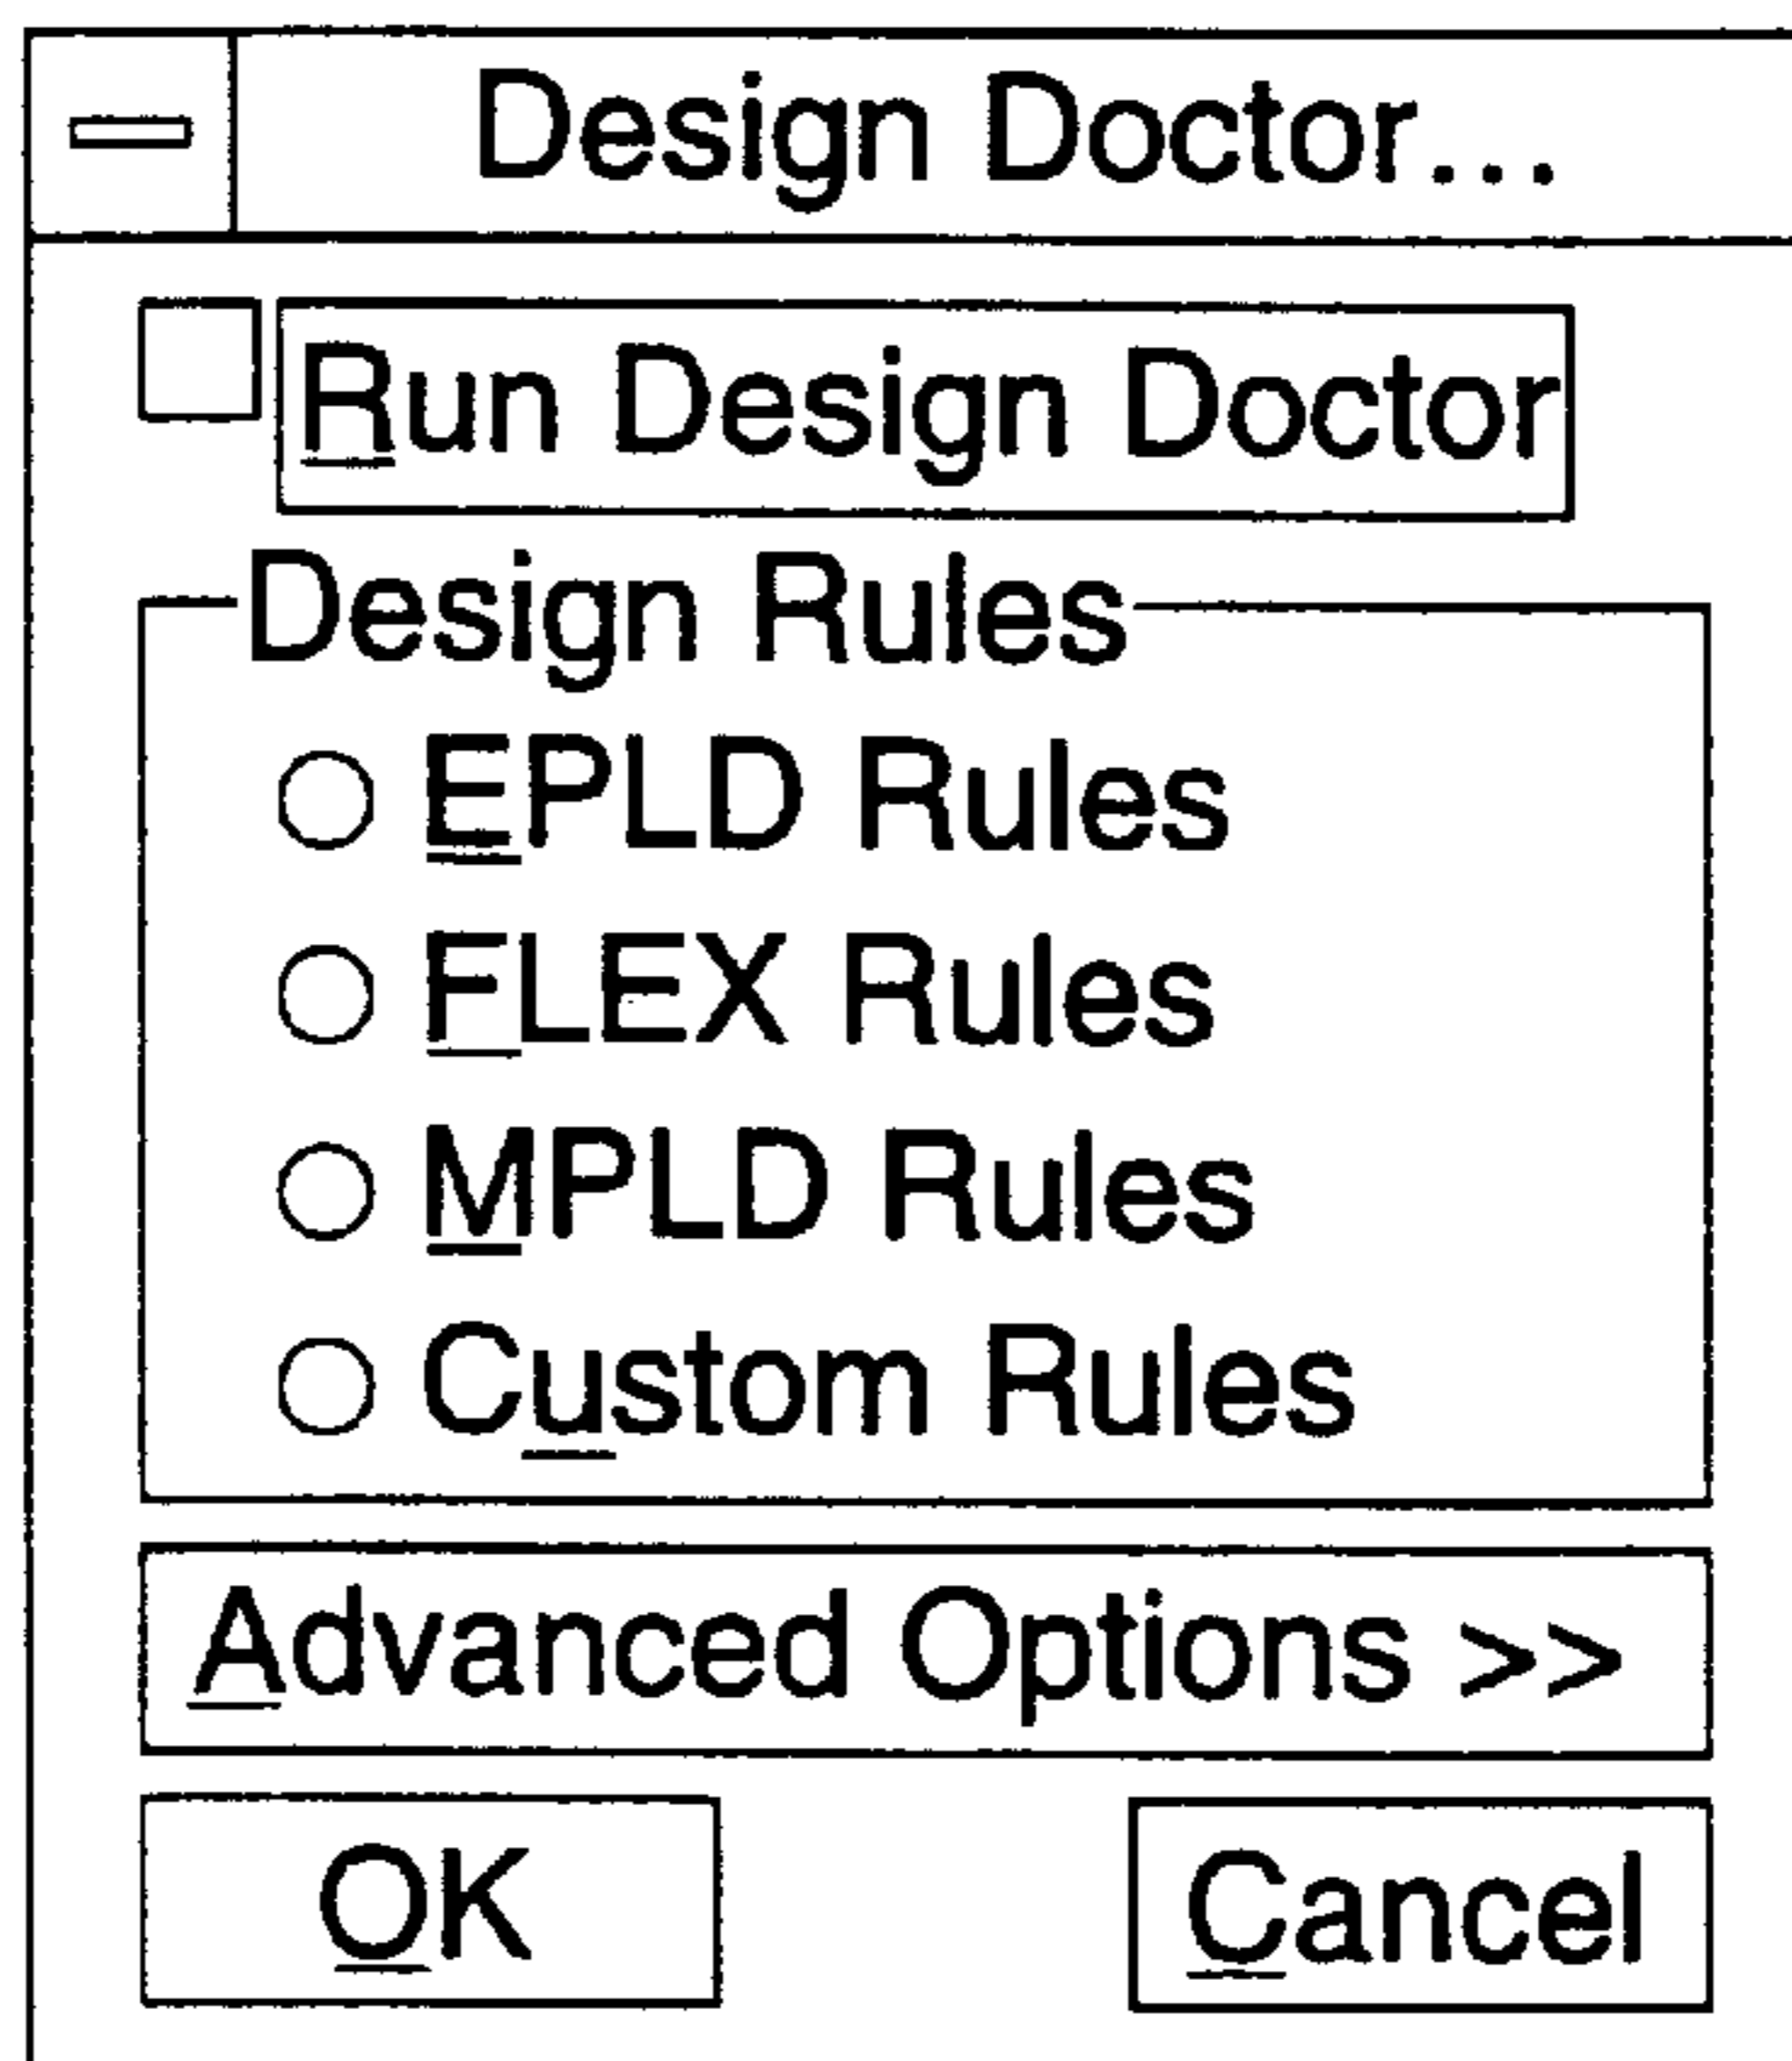 Design Doctor...
Run Design Doctor
Design Rules
EPLD Rules
FLEX Rules
MPLD Rules
Custom Rules
Advanced Options >>
OK
Cancel